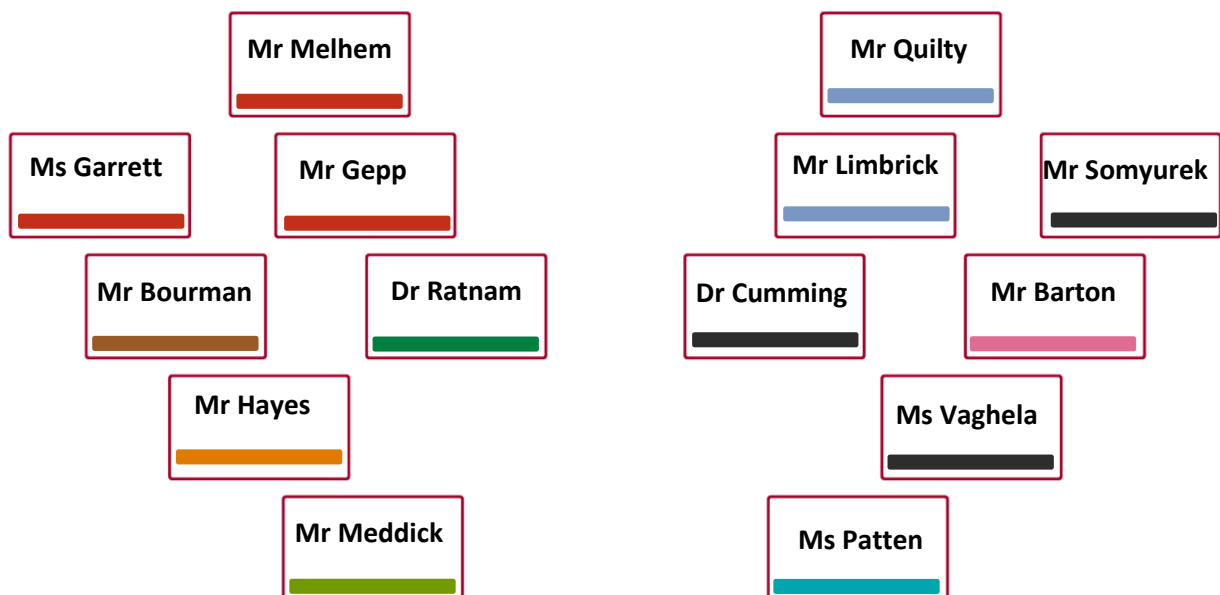 Mr Melhem
Mr Quilty
Ms Garrett
Mr Gepp
Mr Limbrick
Mr Somyurek
Mr Bourman
Dr Ratnam
Dr Cumming
Mr Barton
Mr Hayes
Ms Vaghela
Mr Meddick
Ms Patten